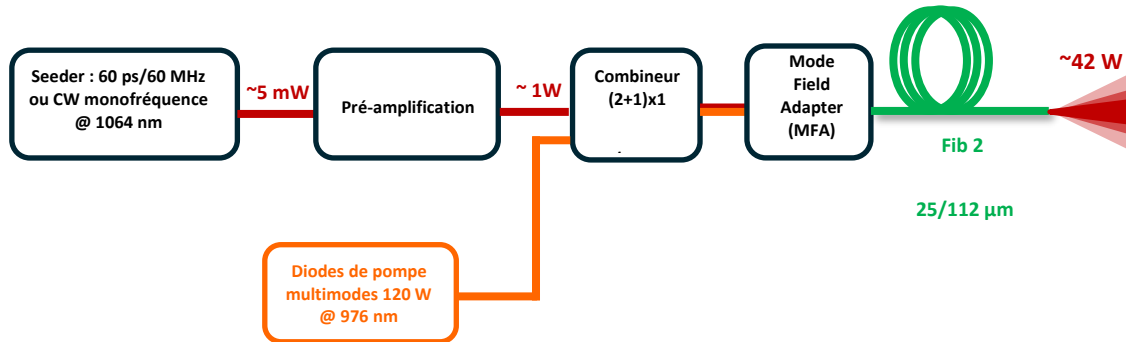 Seeder : 60 ps/60 MHz
ou CW monofréquence
@ 1064 nm
~5 mW
Pré-amplification
~ 1W
Combineur
(2+1)x1
Mode
Field
Adapter
(MFA)
~42 W
Fib 2
25/112 µm
Diodes de pompe
multimodes 120 W
@ 976 nm